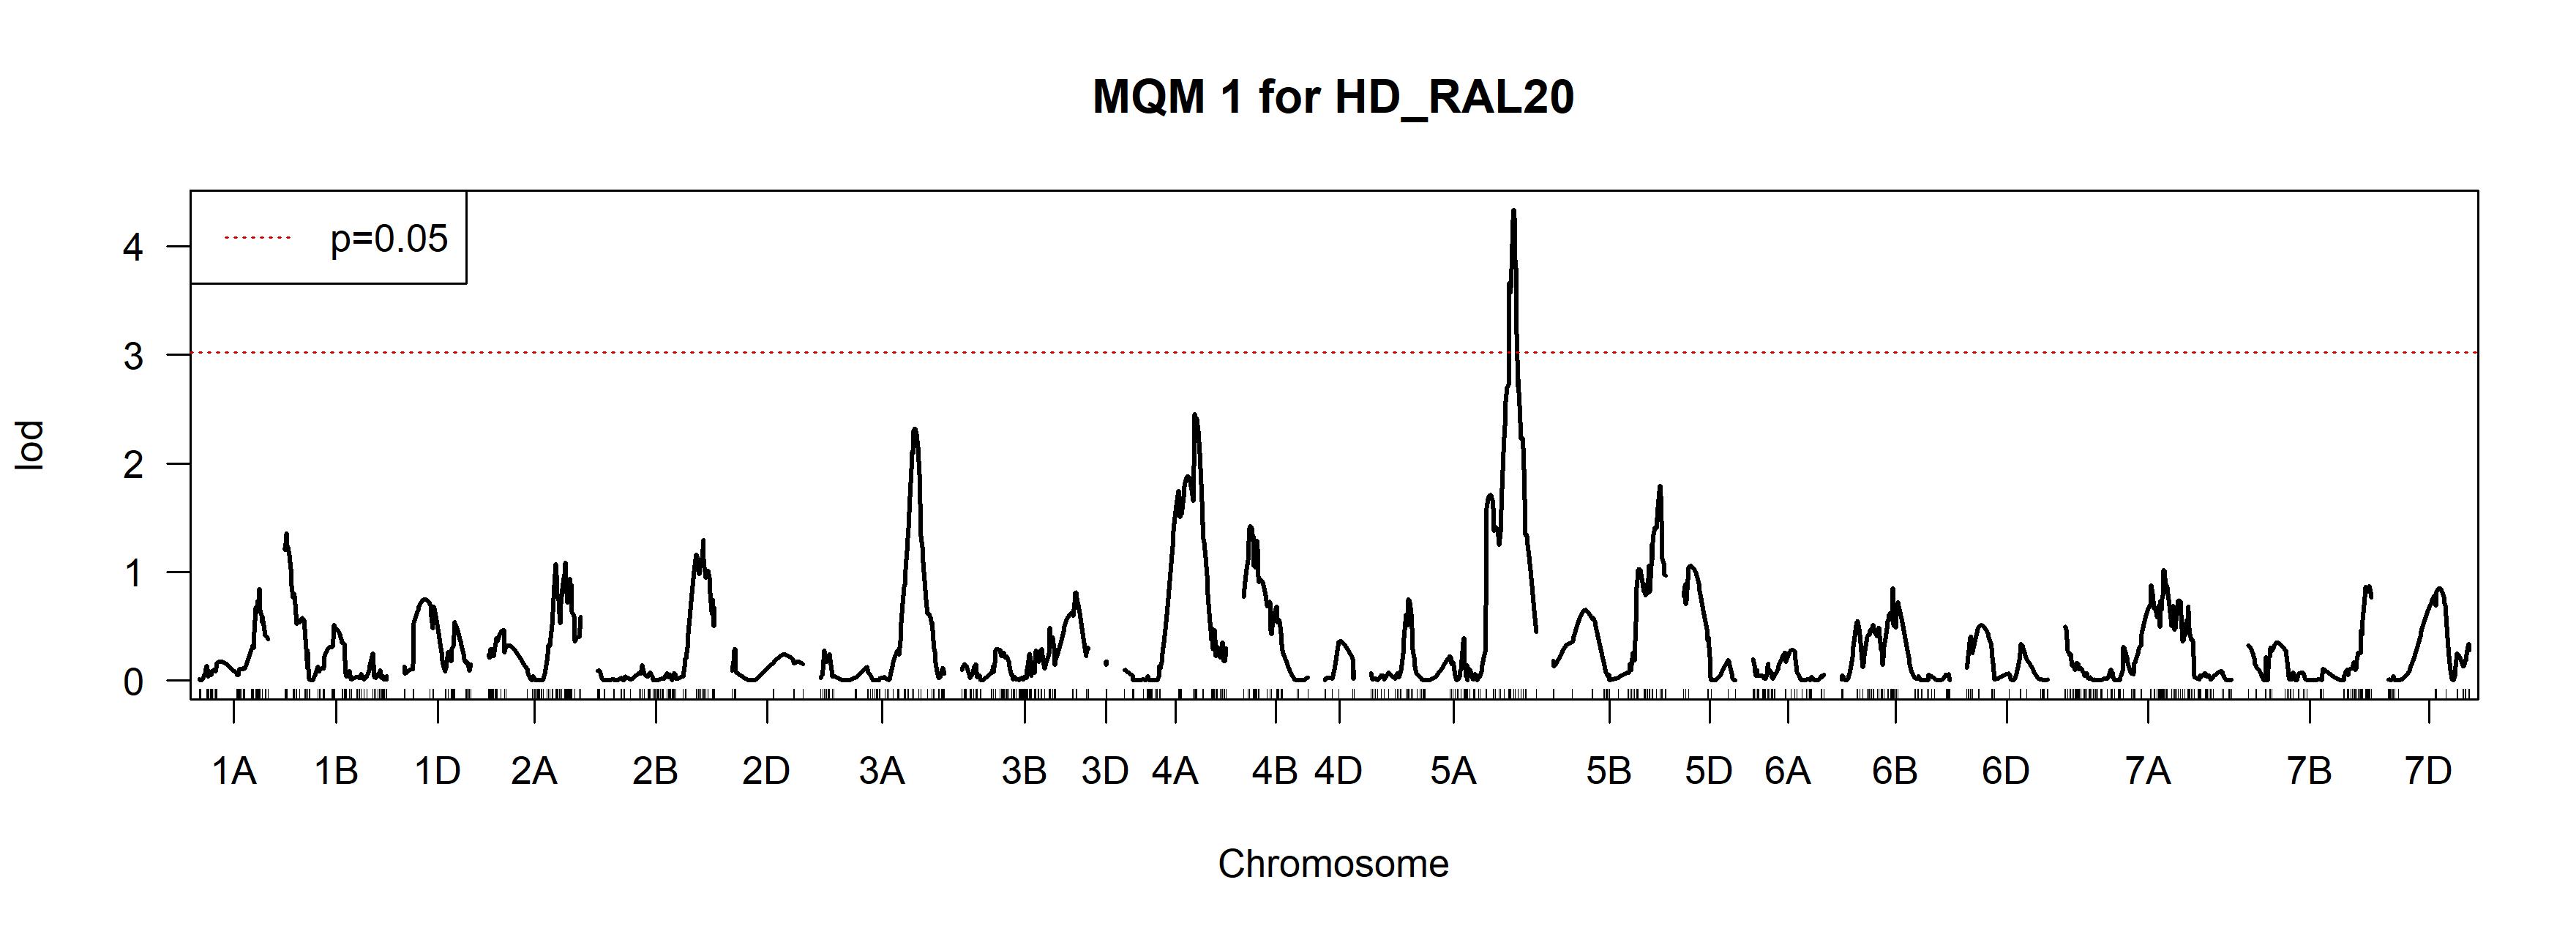 MQM 1 for HD_RAL20
p=0.05
4
3
2
1
0
lod
1A 1B 1D 2A 2B 2D 3A 3B 3D 4A 4B 4D 5A 5B 5D 6A 6B 6D 7A 7B 7D
Chromosome